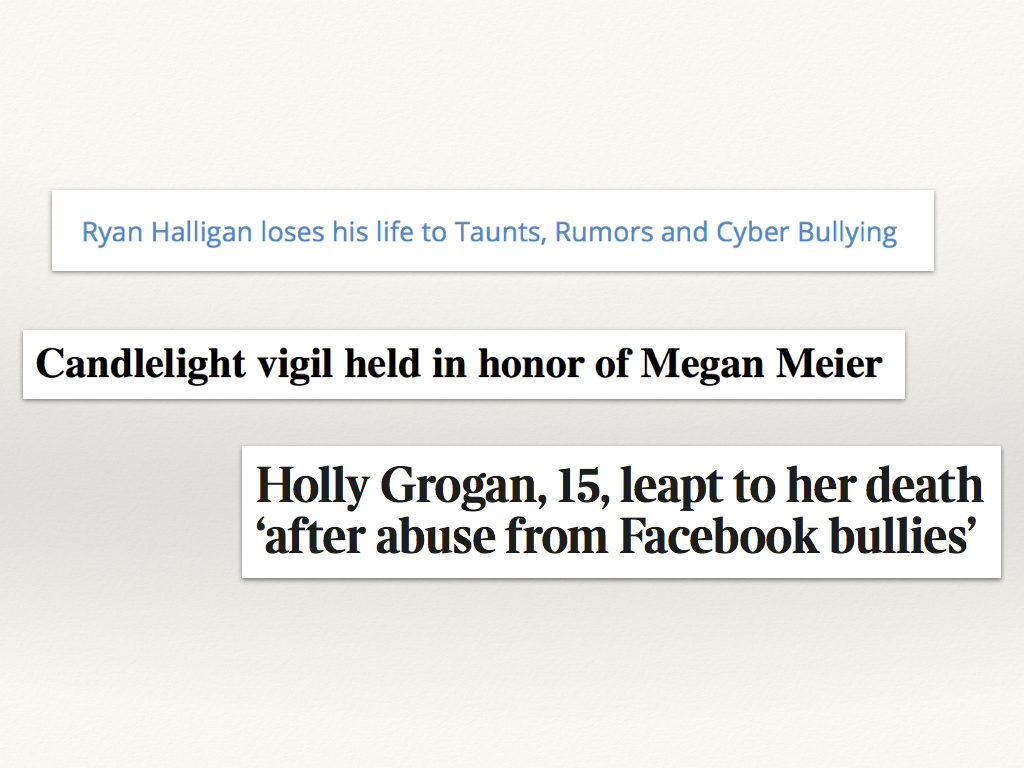 Ryan Halligan loses his life to Taunts, Rumors and Cyber Bullying
Candlelight vigil held in honor of Megan Meier
Holly Grogan, 15, leapt to her death
‘after abuse from Facebook bullies’